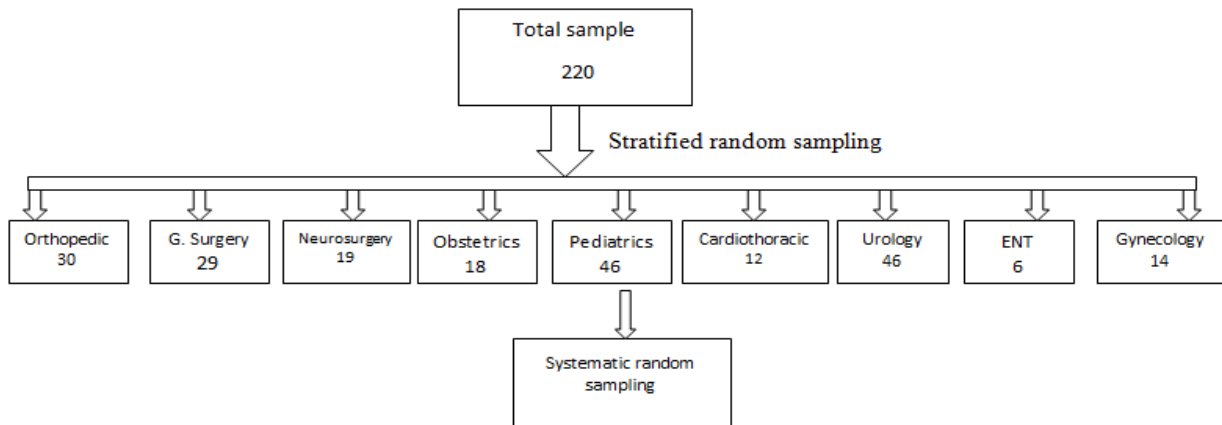 Total sample
220
Stratified random sampling
Orthopedic
30
G. Surgery
29
Neurosurgery
19
Obstetrics
18
Pediatrics
46
Cardiothoracic
12
Urology
46
ENT
6
Gynecology
14
Systematic random
sampling